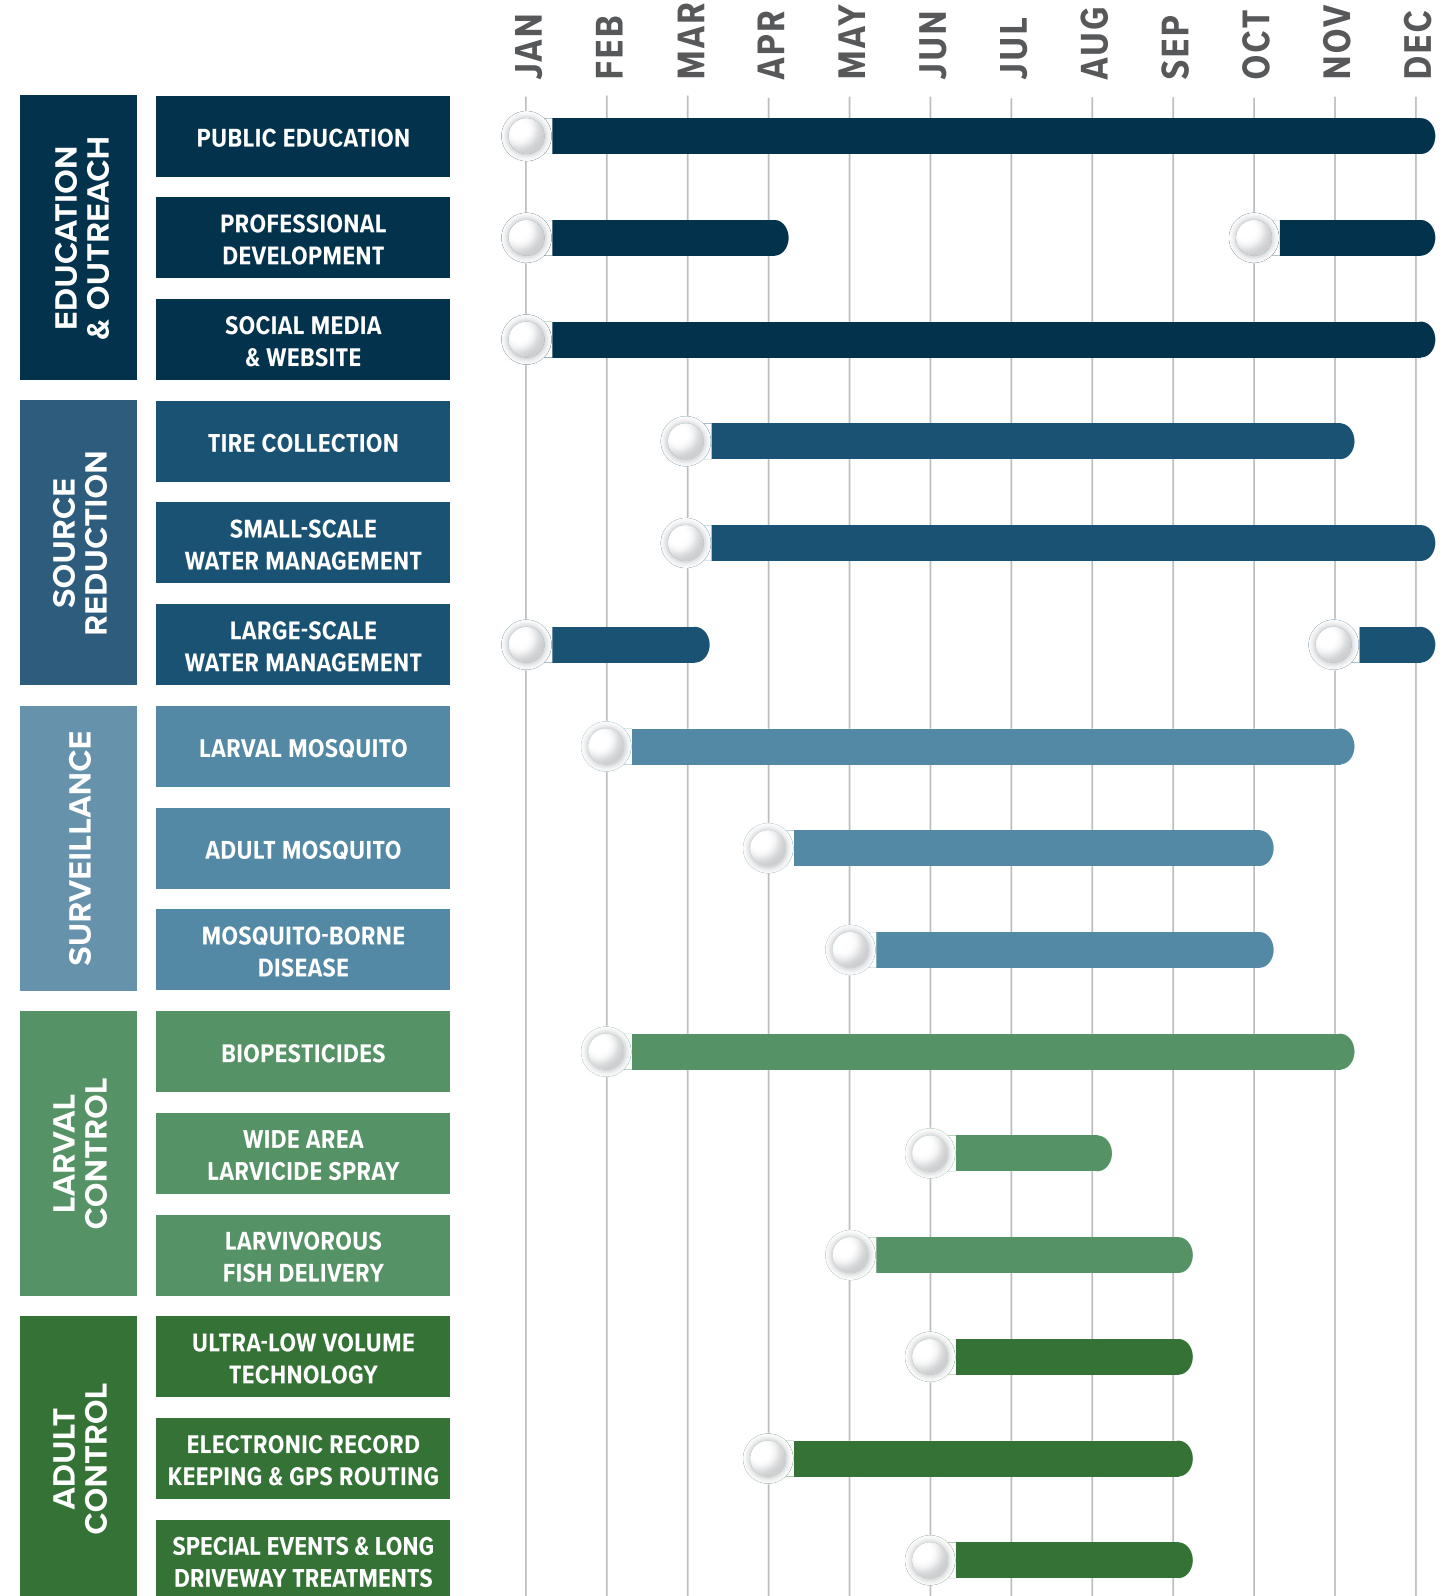 JAN
FEB
MAR
APR
MAY
JUN
JUL
AUG
SEP
OCT
NOV
DEC
EDUCATION
& OUTREACH
PUBLIC EDUCATION
PROFESSIONAL
DEVELOPMENT
SOCIAL MEDIA
& WEBSITE
SOURCE
REDUCTION
TIRE COLLECTION
SMALL-SCALE
WATER MANAGEMENT
LARGE-SCALE
WATER MANAGEMENT
SURVEILLANCE
LARVAL MOSQUITO
ADULT MOSQUITO
MOSQUITO-BORNE
DISEASE
LARVAL
CONTROL
BIOPESTICIDES
WIDE AREA
LARVICIDE SPRAY
LARVIVOROUS
FISH DELIVERY
ADULT
CONTROL
ULTRA-LOW VOLUME
TECHNOLOGY
ELECTRONIC RECORD
KEEPING & GPS ROUTING
SPECIAL EVENTS & LONG
DRIVEWAY TREATMENTS